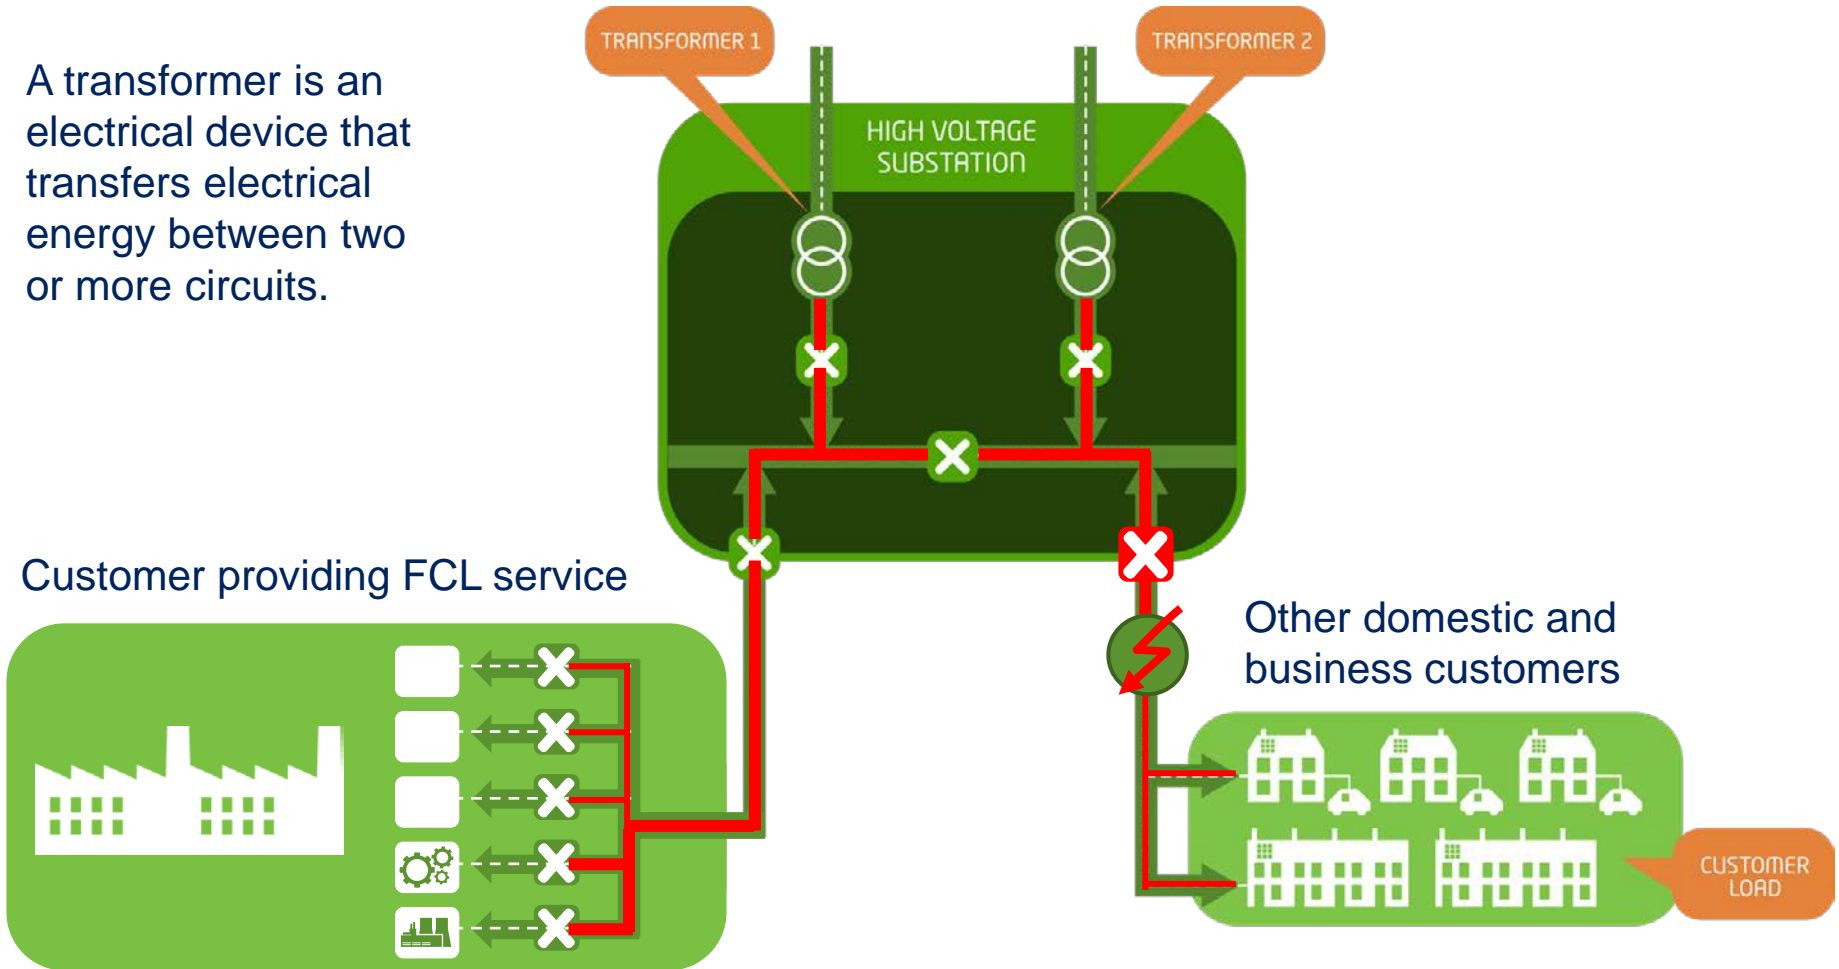 A transformer is an
electrical device that
transfers electrical
energy between two
or more circuits.
TRANSFORMER 1
TRANSFORMER 2
HIGH VOLTAGE
SUBSTATION
Customer providing FCL service
Other domestic and
business customers
CUSTOMER
LOAD